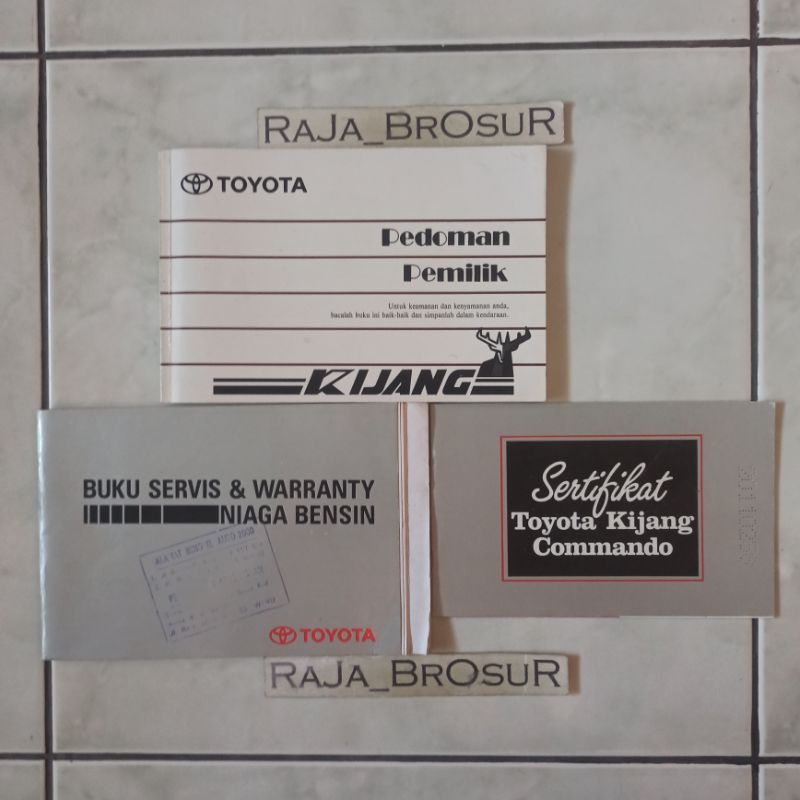 RAJA_BROSUR
TOYOTA
Pedoman
Pemilik
Untuk keamanan dan kenyamanan anda,
bacalah buku ini baik-baik dan simpanlah dalam kendaraan.
KIJANG
BUKU SERVIS & WARRANTY
NIAGA BENSIN
TOYOTA
Sertifikat
Toyota Kijang
Commando
RAJA_BROSUR